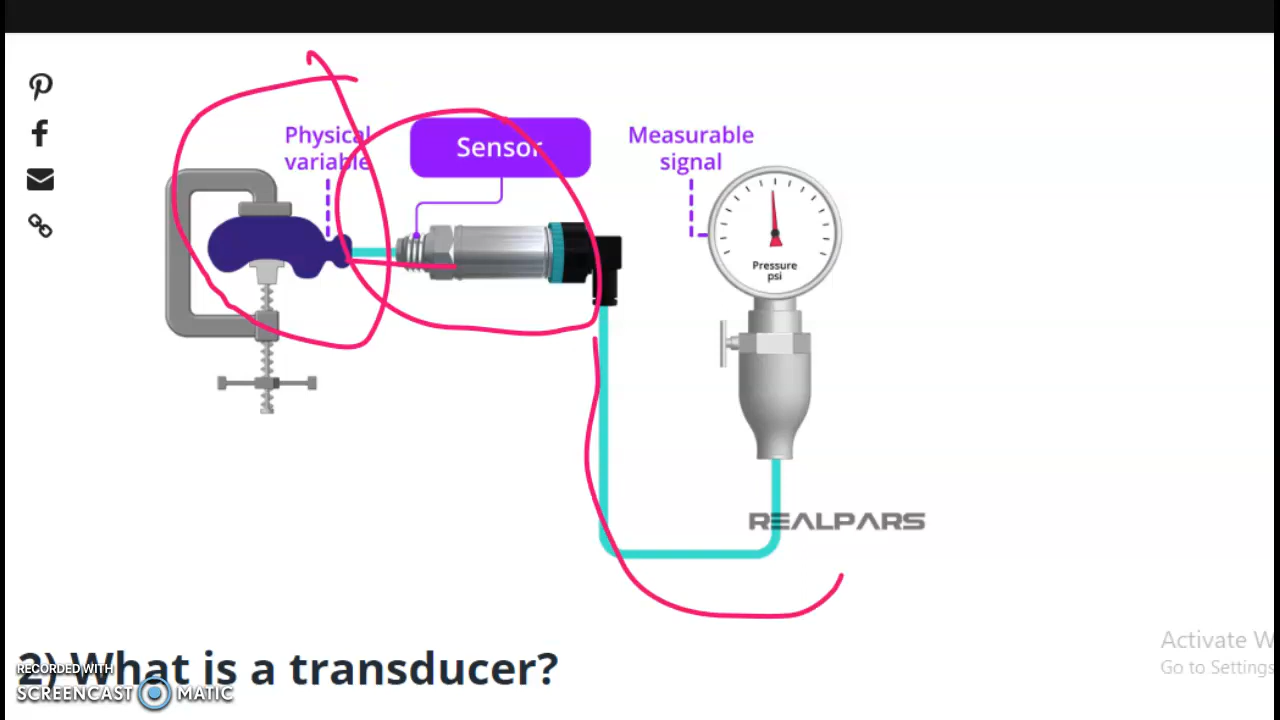 Physical
variable
Sensor
Measurable
signal
Pressure
psi
REALPARS
Activate W
Go to Settings
2) What is a transducer?
RECORDED WITH
SCREENCAST MATIC